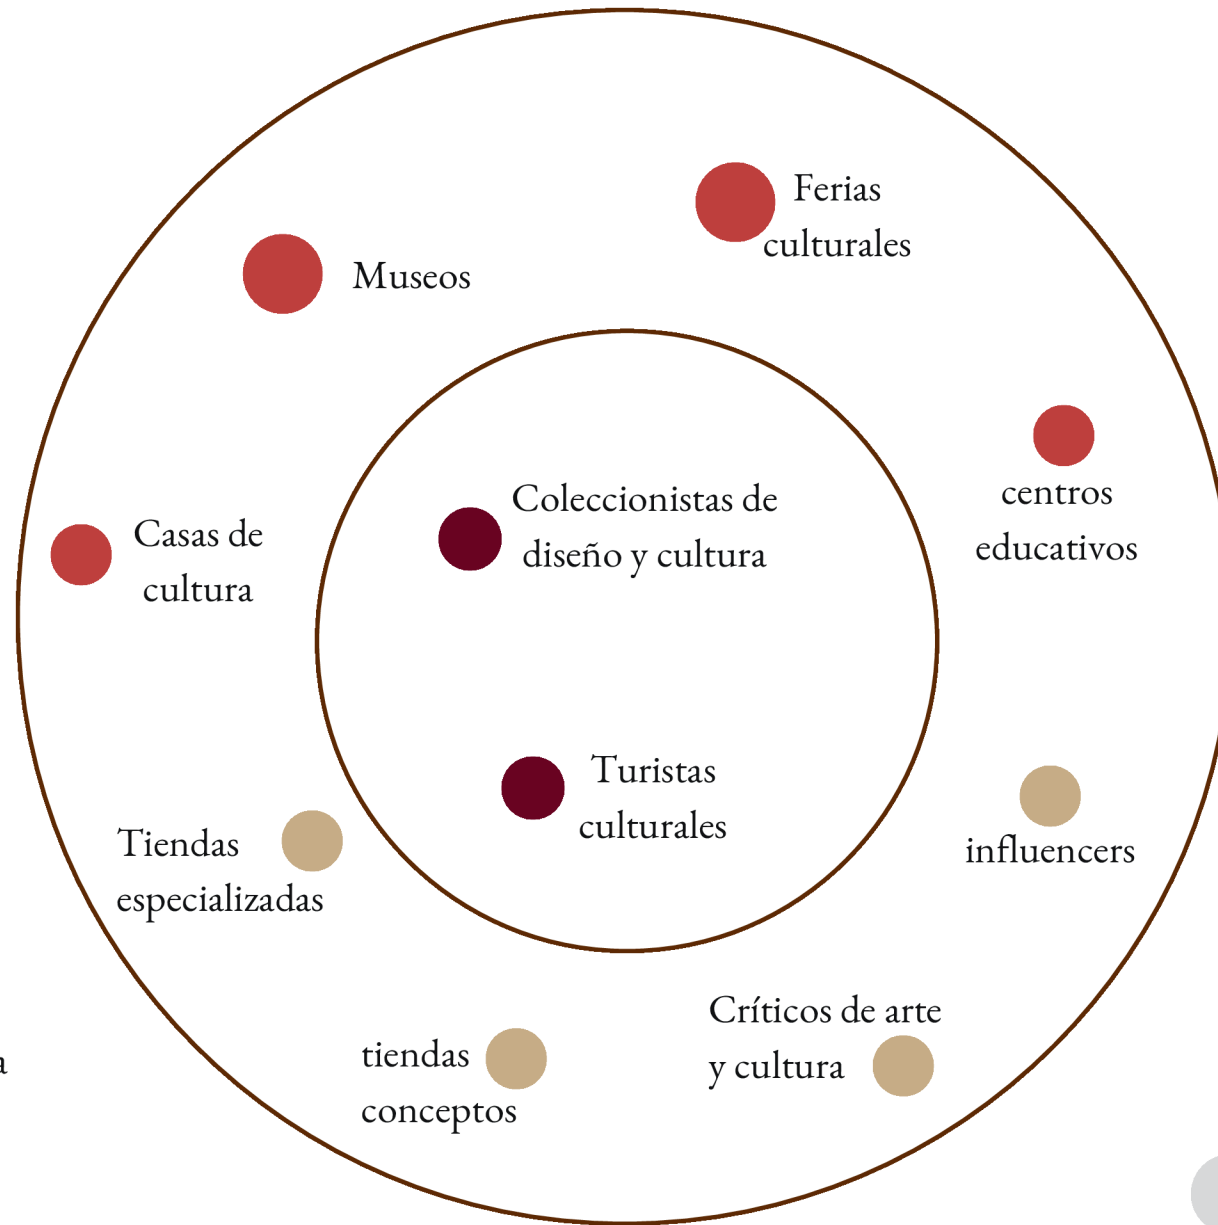 Ferias
culturales
Museos
centros
educativos
Coleccionistas de
diseño y cultura
Casas de
cultura
Turistas
culturales
Tiendas
especializadas
influencers
Críticos de arte
y cultura
tiendas
conceptos
a